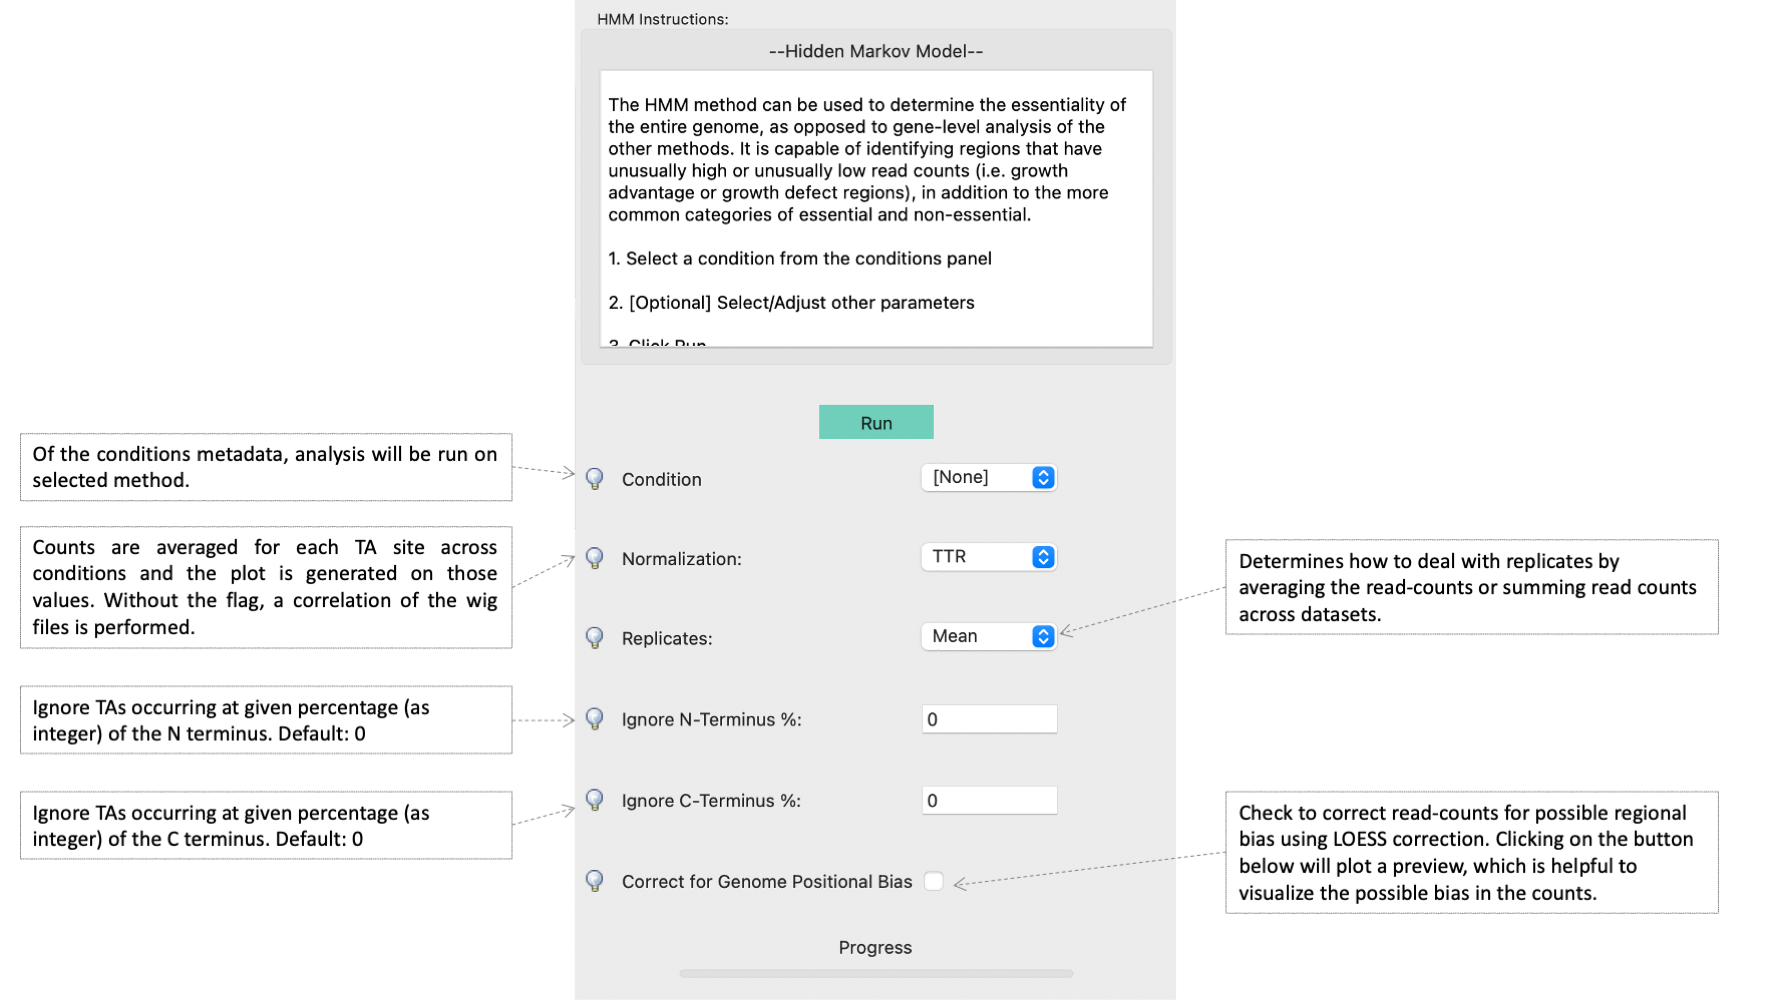 HMM Instructions:
--Hidden Markov Model--
The HMM method can be used to determine the essentiality of
the entire genome, as opposed to gene-level analysis of the
other methods. It is capable of identifying regions that have
unusually high or unusually low read counts (i.e. growth
advantage or growth defect regions), in addition to the more
common categories of essential and non-essential.
1. Select a condition from the conditions panel
2. [Optional] Select/Adjust other parameters
3. Click Run
Run
Of the conditions metadata, analysis will be run on
selected method.
Condition
[None]
Counts are averaged for each TA site across
conditions and the plot is generated on those
values. Without the flag, a correlation of the wig
files is performed.
Normalization:
TTR
Determines how to deal with replicates by
averaging the read-counts or summing read counts
across datasets.
Replicates:
Mean
Ignore TAs occurring at given percentage (as
integer) of the N terminus. Default: 0
Ignore N-Terminus %:
0
Ignore TAs occurring at given percentage (as
integer) of the C terminus. Default: 0
Ignore C-Terminus %:
0
Check to correct read-counts for possible regional
bias using LOESS correction. Clicking on the button
below will plot a preview, which is helpful to
visualize the possible bias in the counts.
Correct for Genome Positional Bias
Progress